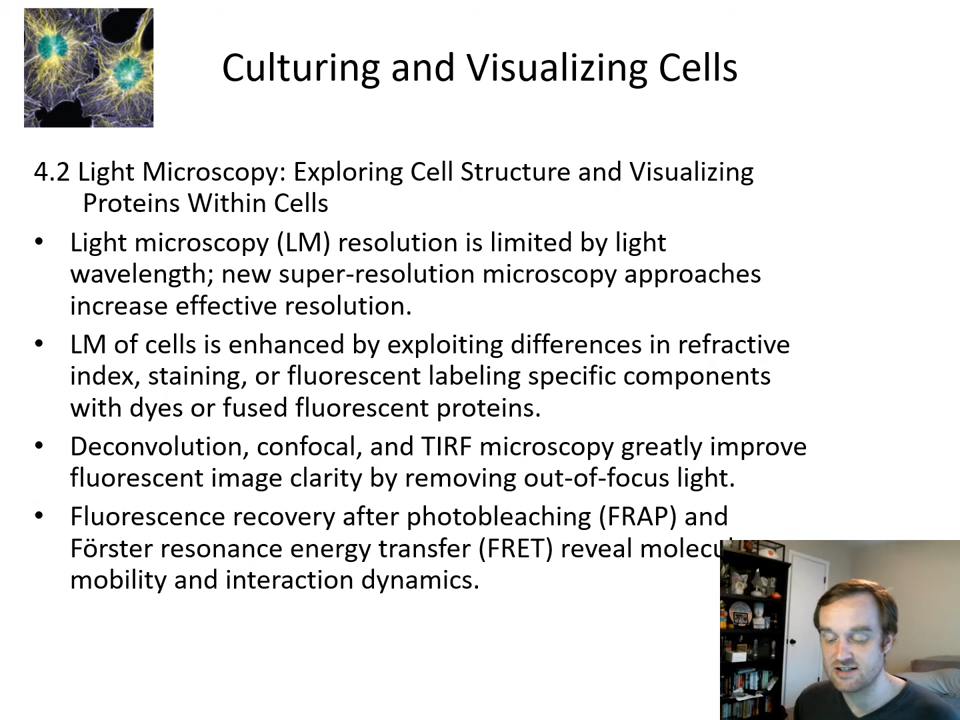 Culturing and Visualizing Cells
4.2 Light Microscopy: Exploring Cell Structure and Visualizing
Proteins Within Cells
• Light microscopy (LM) resolution is limited by light
wavelength; new super-resolution microscopy approaches
increase effective resolution.
• LM of cells is enhanced by exploiting differences in refractive
index, staining, or fluorescent labeling specific components
with dyes or fused fluorescent proteins.
• Deconvolution, confocal, and TIRF microscopy greatly improve
fluorescent image clarity by removing out-of-focus light.
• Fluorescence recovery after photobleaching (FRAP) and
Förster resonance energy transfer (FRET) reveal
mobility and interaction dynamics.